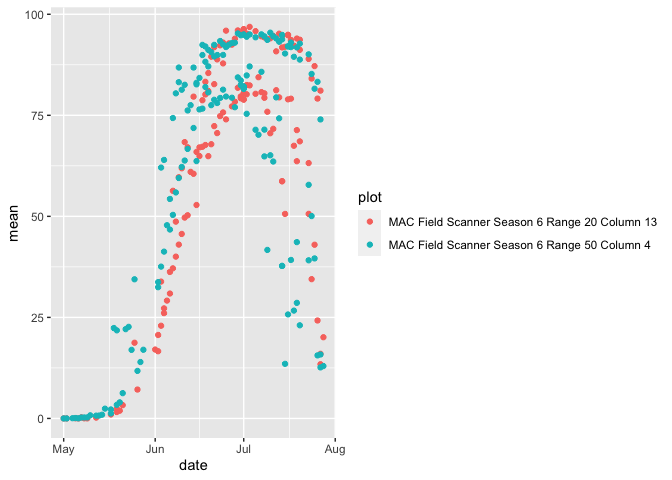 100
75
50
25
0
mean
May
Jun
Jul
Aug
date
plot
MAC Field Scanner Season 6 Range 20 Column 13
MAC Field Scanner Season 6 Range 50 Column 4